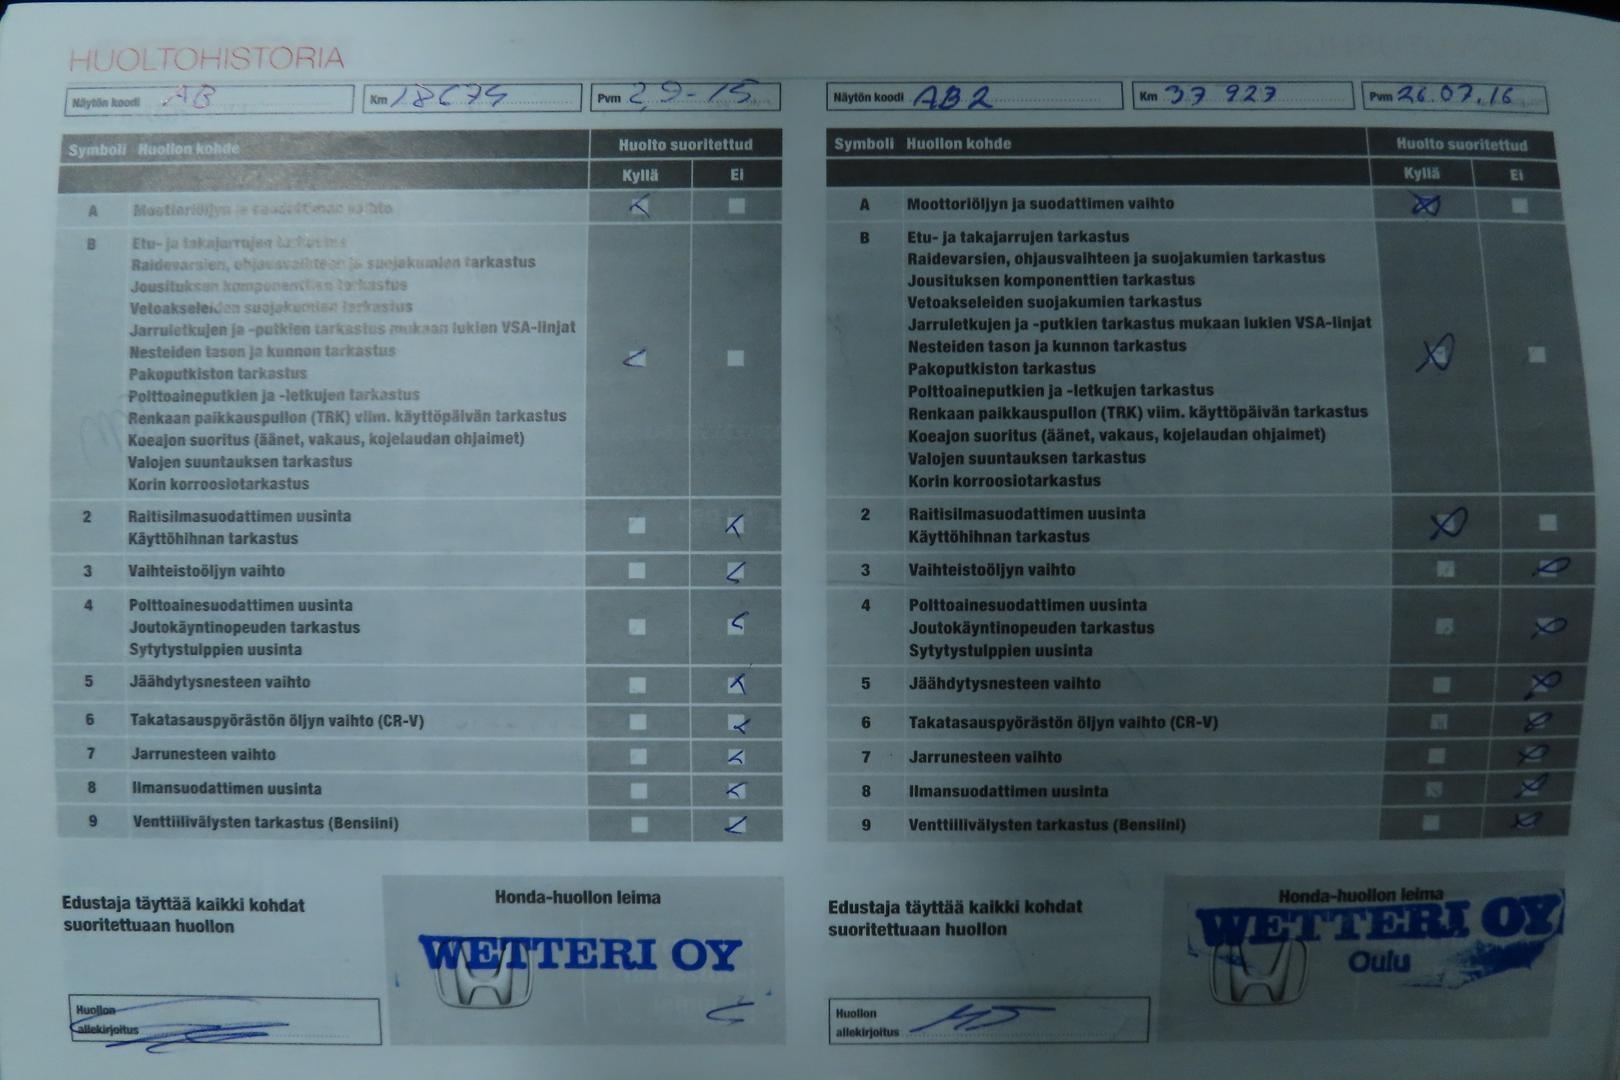 HUOLTOHISTORIA
Näytön koodi AB Km 18674 Pvm 2,9-15
Symboli Huollon kohde Huolto suoritettud
Kyllä Ei
A Moottoriöljyn ja suodattimen vaihto
B Etu- ja takajarrujen tarkastus
Raidevarsien, ohjausvaihteen ja suojakumien tarkastus
Jousituksen komponenttien tarkastus
Vetoakseleiden suojakumien tarkastus
Jarruletkujen ja -putkien tarkastus mukaan lukien VSA-linjat
Nesteiden tason ja kunnon tarkastus
Pakoputkiston tarkastus
Polttoaineputkien ja -letkujen tarkastus
Renkaan paikkauspullon (TRK) viim. käyttöpäivän tarkastus
Koeajon suoritus (äänet, vakaus, kojelaudan ohjaimet)
Valojen suuntauksen tarkastus
Korin korroosiotarkastus
2 Raitisilmasuodattimen uusinta
Käyttöhihnan tarkastus
3 Vaihteistoöljyn vaihto
4 Polttoainesuodattimen uusinta
Joutokäyntinopeuden tarkastus
Sytytystulppien uusinta
5 Jäähdytysnesteen vaihto
6 Takatasauspyörästön öljyn vaihto (CR-V)
7 Jarrunesteen vaihto
8 Ilmansuodattimen uusinta
9 Venttiilivälysten tarkastus (Bensiini)
Edustaja täyttää kaikki kohdat
suoritettuaan huollon
Honda-huollon leima
WETTERI OY
Huollon
allekirjoitus
Näytön koodi AB2 Km 37 927 Pvm 26.07.16
Symboli Huollon kohde Huolto suoritettud
Kyllä Ei
A Moottoriöljyn ja suodattimen vaihto
B Etu- ja takajarrujen tarkastus
Raidevarsien, ohjausvaihteen ja suojakumien tarkastus
Jousituksen komponenttien tarkastus
Vetoakseleiden suojakumien tarkastus
Jarruletkujen ja -putkien tarkastus mukaan lukien VSA-linjat
Nesteiden tason ja kunnon tarkastus
Pakoputkiston tarkastus
Polttoaineputkien ja -letkujen tarkastus
Renkaan paikkauspullon (TRK) viim. käyttöpäivän tarkastus
Koeajon suoritus (äänet, vakaus, kojelaudan ohjaimet)
Valojen suuntauksen tarkastus
Korin korroosiotarkastus
2 Raitisilmasuodattimen uusinta
Käyttöhihnan tarkastus
3 Vaihteistoöljyn vaihto
4 Polttoainesuodattimen uusinta
Joutokäyntinopeuden tarkastus
Sytytystulppien uusinta
5 Jäähdytysnesteen vaihto
6 Takatasauspyörästön öljyn vaihto (CR-V)
7 Jarrunesteen vaihto
8 Ilmansuodattimen uusinta
9 Venttiilivälysten tarkastus (Bensiini)
Edustaja täyttää kaikki kohdat
suoritettuaan huollon
Honda-huollon leima
WETTERI OY
Oulu
Huollon
allekirjoitus